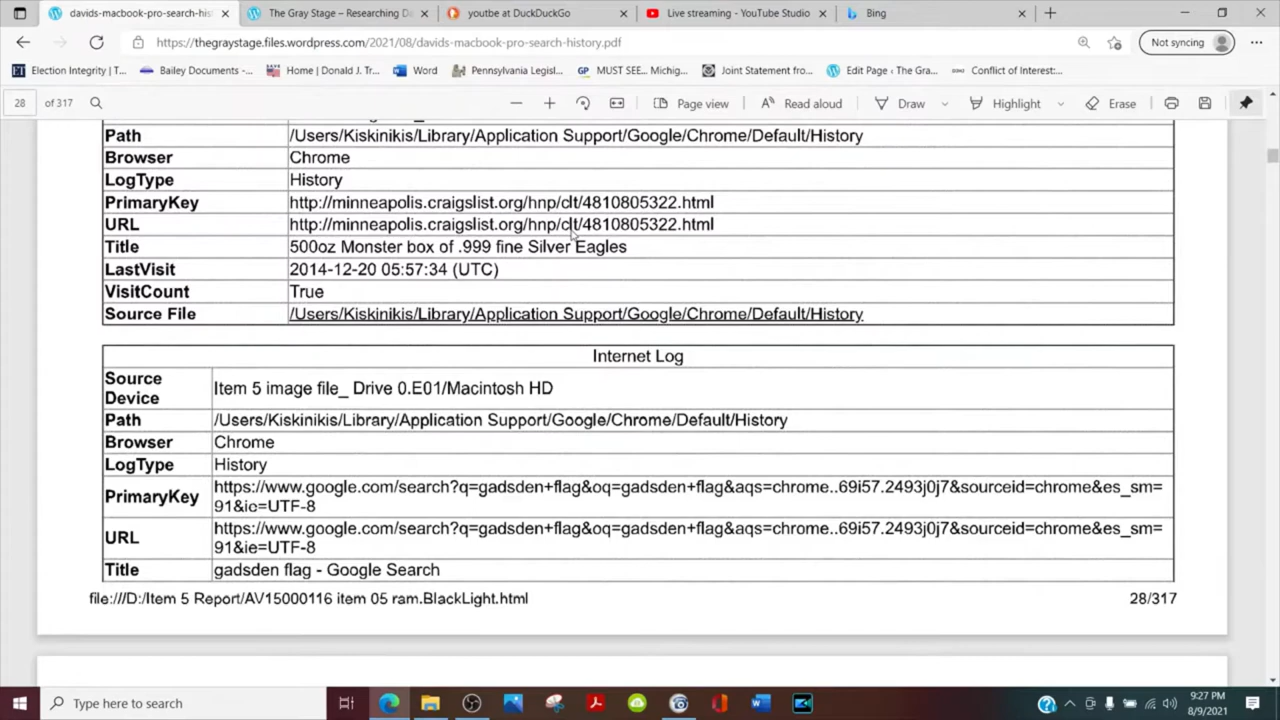 davids-macbook-pro-search-hist
The Gray Stage – Researching Da
youtbe at DuckDuckGo
Live streaming - YouTube Studio
Bing
https://thegraystage.files.wordpress.com/2021/08/davids-macbook-pro-search-history.pdf
Not syncing
Election Integrity | T...
Bailey Documents -...
Home | Donald J. Tr...
Word
Pennsylvania Legisl...
MUST SEE... Michig...
Joint Statement fro...
Edit Page ‹ The Gra...
Conflict of Interest:...
28 of 317
Page view
Read aloud
Draw
Highlight
Erase
Path /Users/Kiskinikis/Library/Application Support/Google/Chrome/Default/History
Browser Chrome
LogType History
PrimaryKey http://minneapolis.craigslist.org/hnp/clt/4810805322.html
URL http://minneapolis.craigslist.org/hnp/clt/4810805322.html
Title 500oz Monster box of .999 fine Silver Eagles
LastVisit 2014-12-20 05:57:34 (UTC)
VisitCount True
Source File /Users/Kiskinikis/Library/Application Support/Google/Chrome/Default/History
Internet Log
Source
Device Item 5 image file_ Drive 0.E01/Macintosh HD
Path /Users/Kiskinikis/Library/Application Support/Google/Chrome/Default/History
Browser Chrome
LogType History
PrimaryKey https://www.google.com/search?q=gadsden+flag&oq=gadsden+flag&aqs=chrome..69i57.2493j0j7&sourceid=chrome&es_sm=
91&ie=UTF-8
URL https://www.google.com/search?q=gadsden+flag&oq=gadsden+flag&aqs=chrome..69i57.2493j0j7&sourceid=chrome&es_sm=
91&ie=UTF-8
Title gadsden flag - Google Search
file:///D:/Item 5 Report/AV15000116 item 05 ram.BlackLight.html 28/317
Type here to search
9:27 PM
8/9/2021